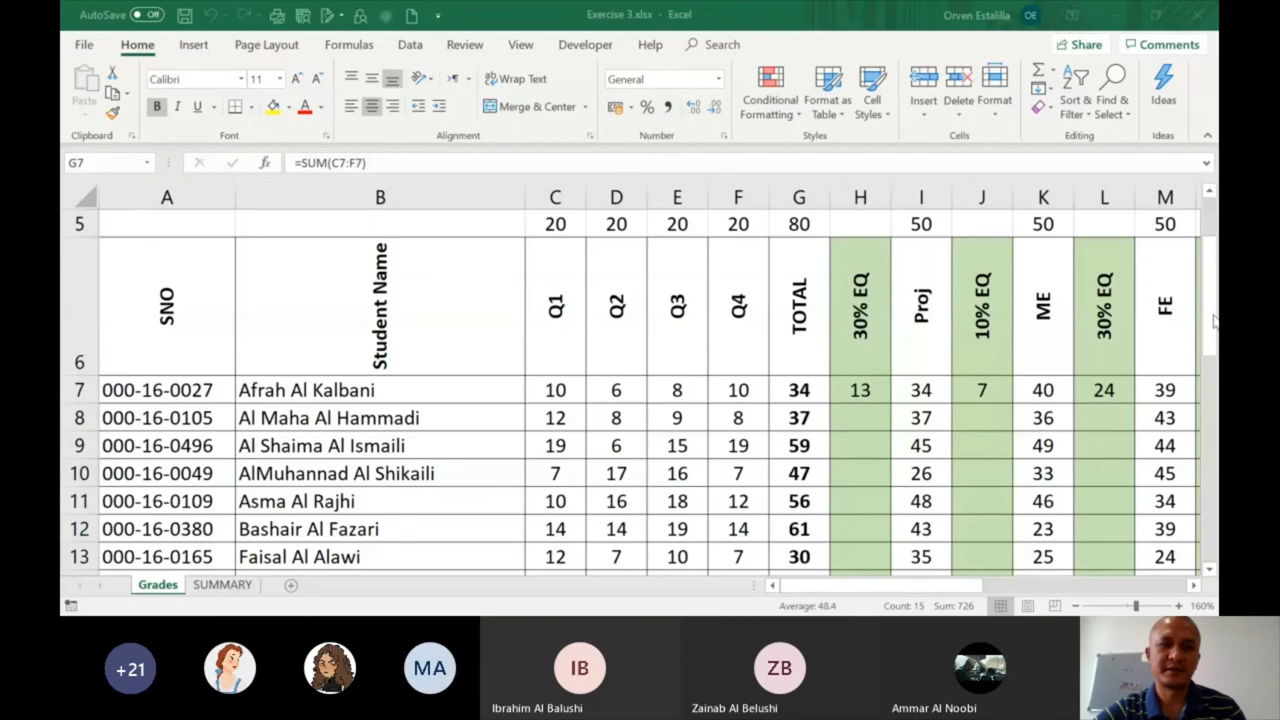 AutoSave Off Exercise 3.xlsx - Excel Orven Estalilla OE
File Home Insert Page Layout Formulas Data Review View Developer Help Search Share Comments
Calibri 11 Wrap Text General
Paste B I U Merge & Center Conditional Formatting Format as Table Cell Styles Insert Delete Format Sort & Filter Find & Select Ideas
Clipboard Font Alignment Number Styles Cells Editing Ideas
G7 fx =SUM(C7:F7)
A B C D E F G H I J K L M
5 20 20 20 20 80 50 50 50
6 SNO Student Name Q1 Q2 Q3 Q4 TOTAL 30% EQ Proj 10% EQ ME 30% EQ FE
7 000-16-0027 Afrah Al Kalbani 10 6 8 10 34 13 34 7 40 24 39
8 000-16-0105 Al Maha Al Hammadi 12 8 9 8 37 37 36 43
9 000-16-0496 Al Shaima Al Ismaili 19 6 15 19 59 45 49 44
10 000-16-0049 AlMuhannad Al Shikaili 7 17 16 7 47 26 33 45
11 000-16-0109 Asma Al Rajhi 10 16 18 12 56 48 46 34
12 000-16-0380 Bashair Al Fazari 14 14 19 14 61 43 23 39
13 000-16-0165 Faisal Al Alawi 12 7 10 7 30 35 25 24
Grades SUMMARY
Average: 48.4 Count: 15 Sum: 726 160%
+21 MA IB ZB
Ibrahim Al Balushi Zainab Al Belushi Ammar Al Noobi